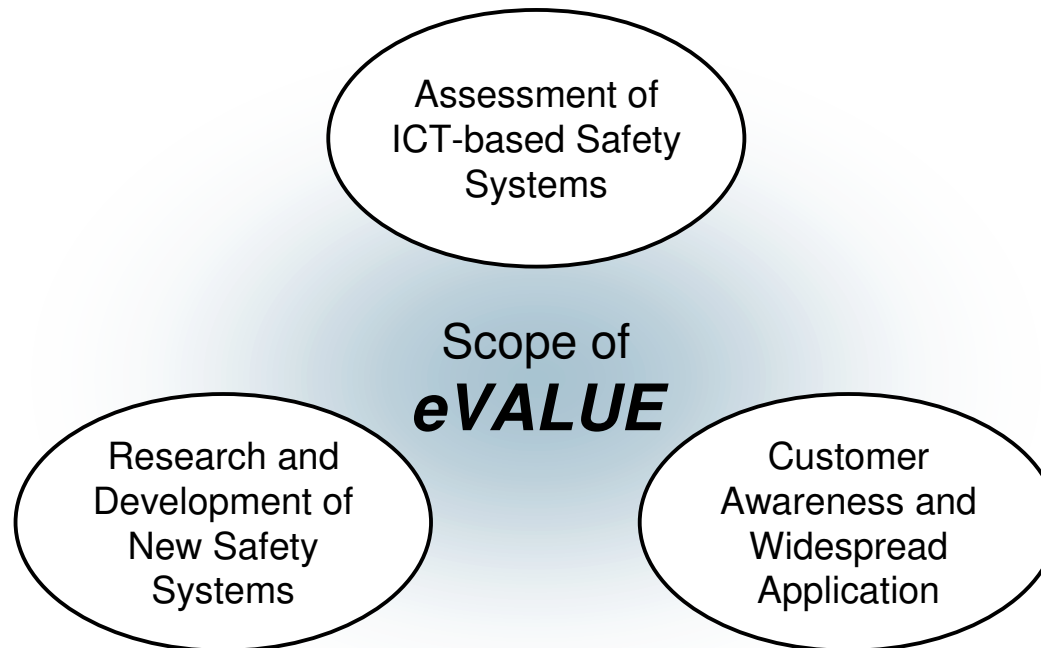 Assessment of
ICT-based Safety
Systems
Scope of
eVALUE
Research and
Development of
New Safety
Systems
Customer
Awareness and
Widespread
Application